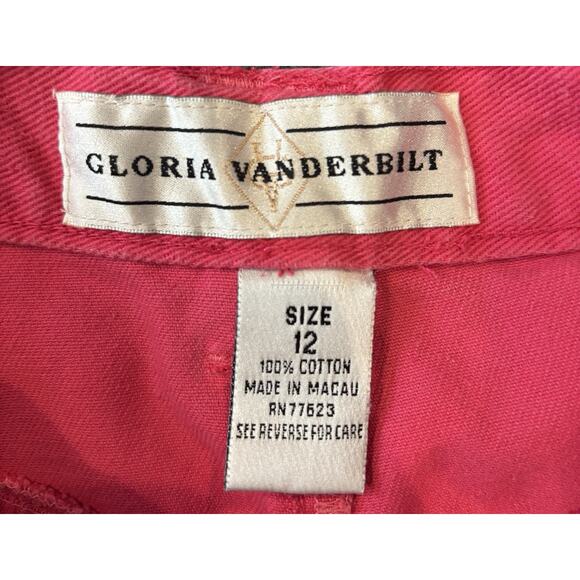 GLORIA VANDERBILT
SIZE
12
100% COTTON
MADE IN MACAU
RN77623
SEE REVERSE FOR CARE